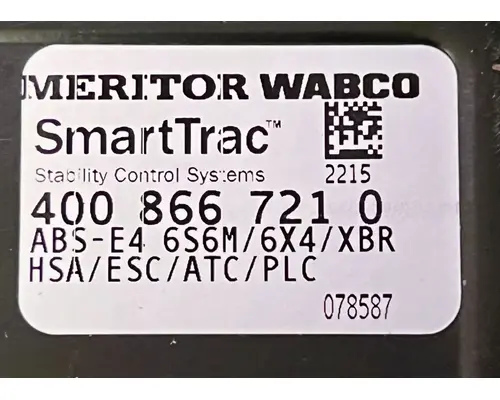 MERITOR WABCO
SmartTrac™
Stability Control Systems 2215
400 866 721 0
ABS-E4 6S6M/6X4/XBR
HSA/ESC/ATC/PLC
078587